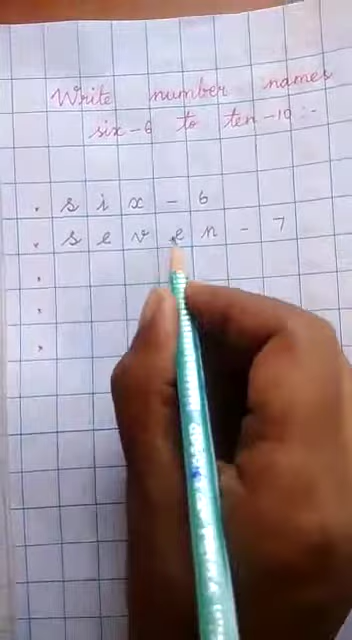 Write number names
six-6 to ten-10:-
. s i x - 6
. s e v e n - 7
.
.
.